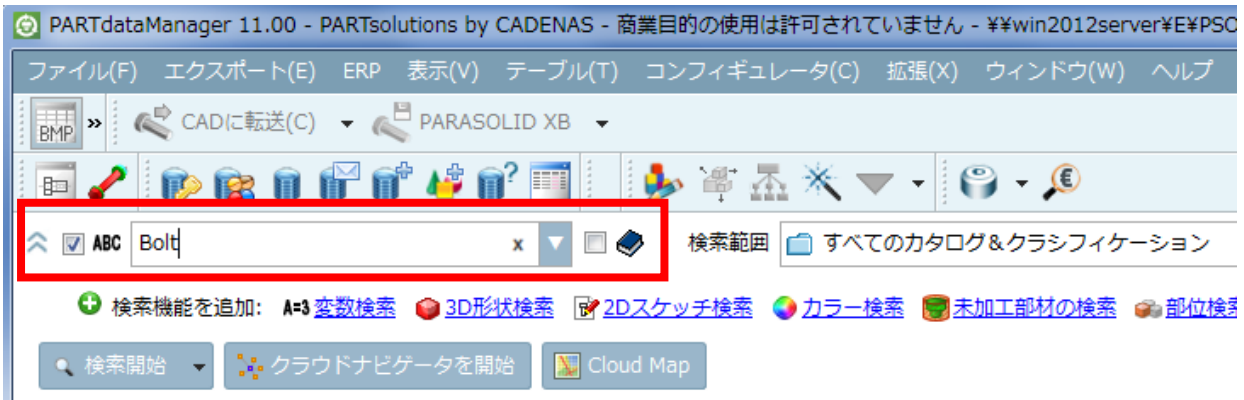 PARTdataManager 11.00 - PARTsolutions by CADENAS - 商業目的の使用は許可されていません - ¥¥win2012server¥E¥PSO
ファイル(F) エクスポート(E) ERP 表示(V) テーブル(T) コンフィギュレータ(C) 拡張(X) ウィンドウ(W) ヘルプ
BMP » CADに転送(C) PARASOLID XB
ABC Bolt x 検索範囲 すべてのカタログ&クラシフィケーション
検索機能を追加: A=3 変数検索 3D形状検索 2Dスケッチ検索 カラー検索 未加工部材の検索 部位検索
検索開始 クラウドナビゲータを開始 Cloud Map